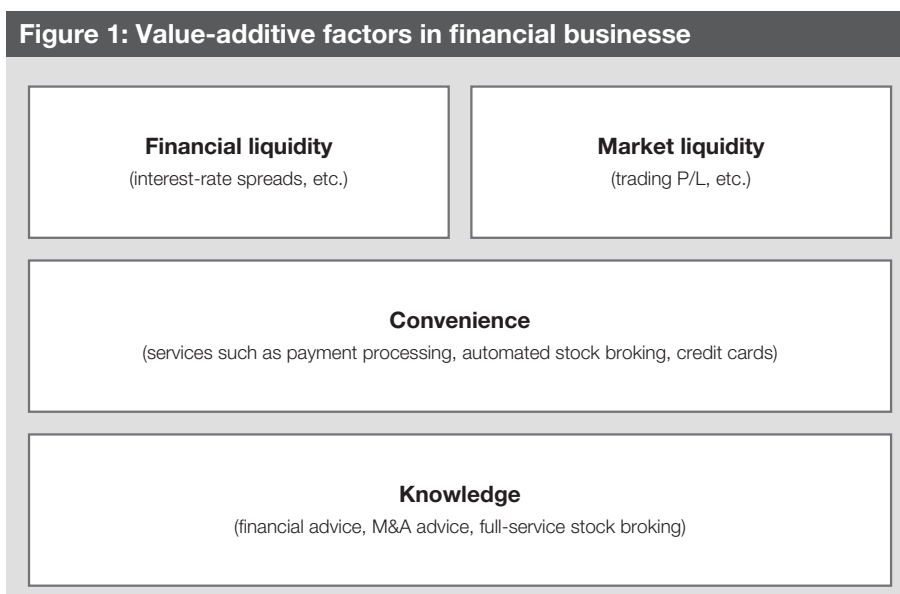 Figure 1: Value-additive factors in financial businesse
Financial liquidity
(interest-rate spreads, etc.)
Market liquidity
(trading P/L, etc.)
Convenience
(services such as payment processing, automated stock broking, credit cards)
Knowledge
(financial advice, M&A advice, full-service stock broking)